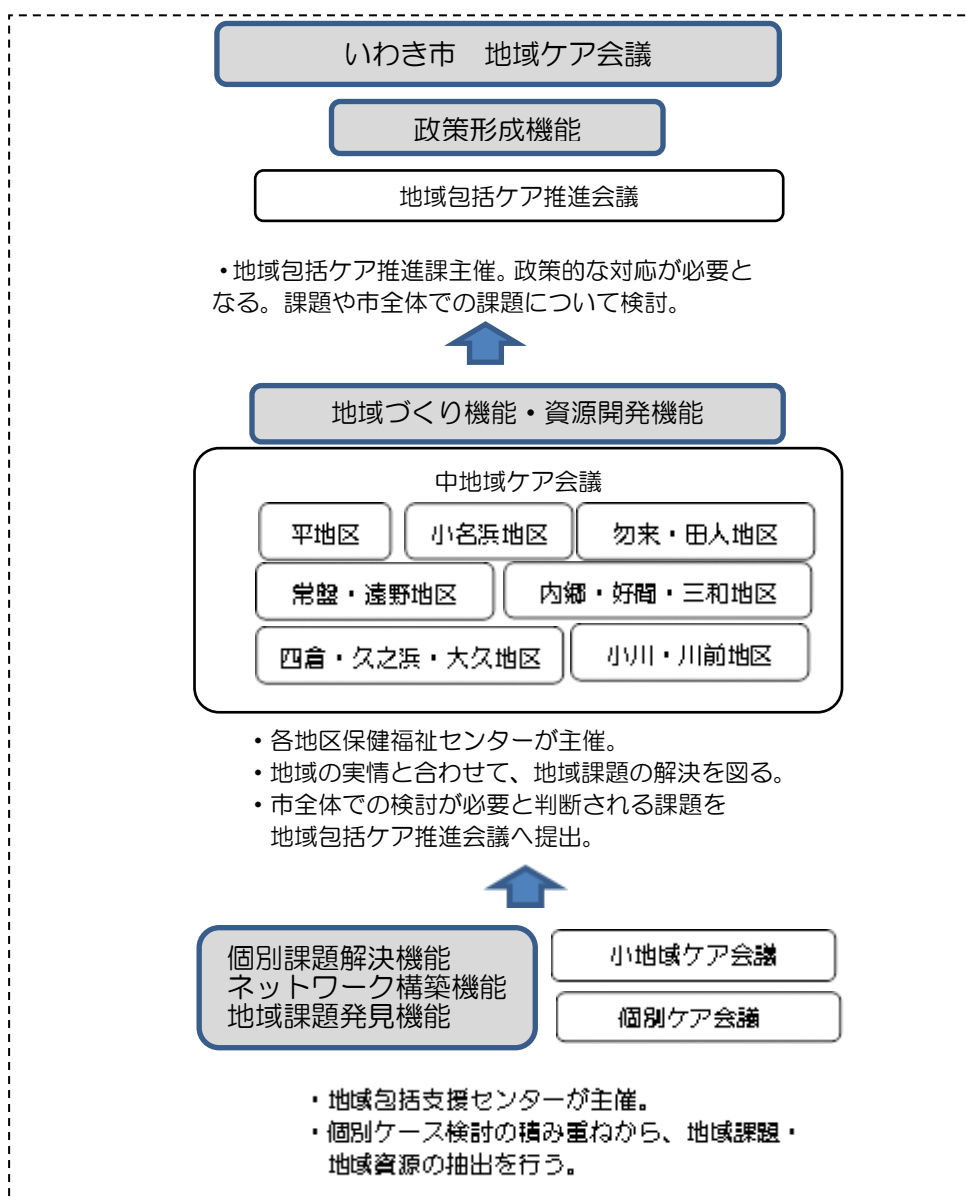 いわき市　地域ケア会議
政策形成機能
地域包括ケア推進会議
・地域包括ケア推進課主催。政策的な対応が必要と
なる。課題や市全体での課題について検討。
地域づくり機能・資源開発機能
中地域ケア会議
平地区
小名浜地区
勿来・田人地区
常磐・遠野地区
内郷・好間・三和地区
四倉・久之浜・大久地区
小川・川前地区
・各地区保健福祉センターが主催。
・地域の実情と合わせて、地域課題の解決を図る。
・市全体での検討が必要と判断される課題を
地域包括ケア推進会議へ提出。
個別課題解決機能
ネットワーク構築機能
地域課題発見機能
小地域ケア会議
個別ケア会議
・地域包括支援センターが主催。
・個別ケース検討の積み重ねから、地域課題・
地域資源の抽出を行う。